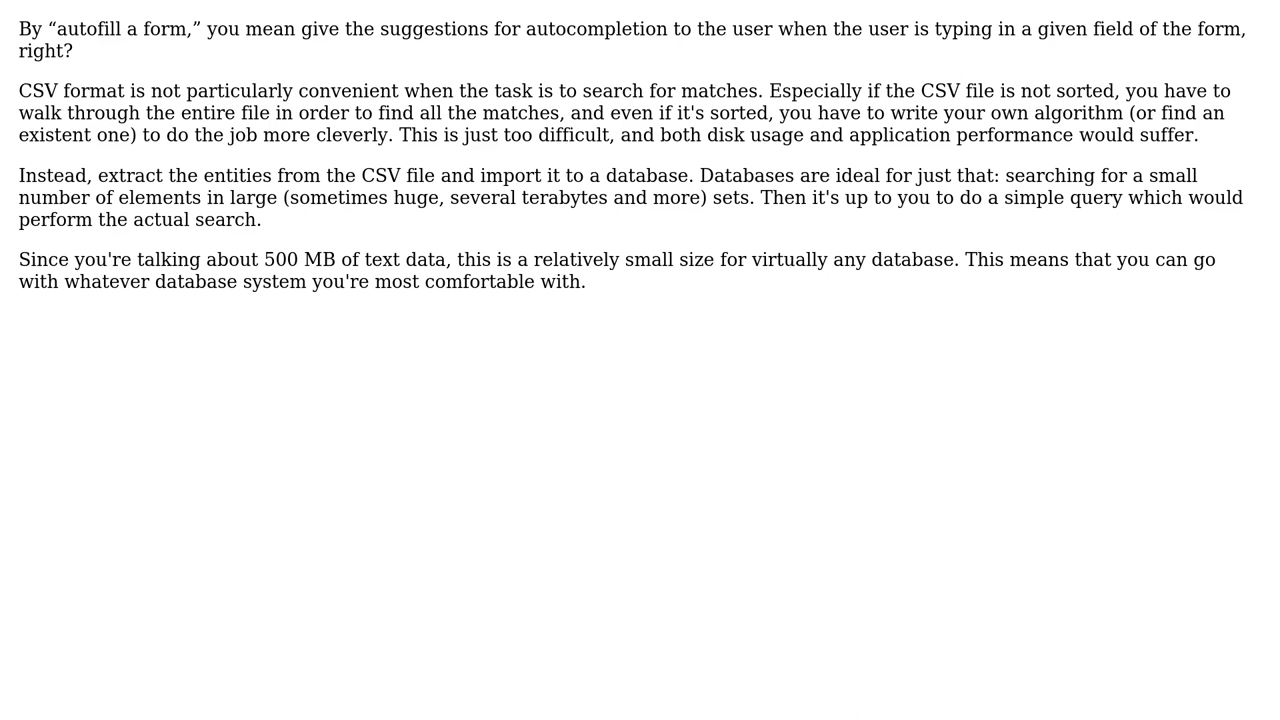 By “autofill a form,” you mean give the suggestions for autocompletion to the user when the user is typing in a given field of the form,
right?
CSV format is not particularly convenient when the task is to search for matches. Especially if the CSV file is not sorted, you have to
walk through the entire file in order to find all the matches, and even if it's sorted, you have to write your own algorithm (or find an
existent one) to do the job more cleverly. This is just too difficult, and both disk usage and application performance would suffer.
Instead, extract the entities from the CSV file and import it to a database. Databases are ideal for just that: searching for a small
number of elements in large (sometimes huge, several terabytes and more) sets. Then it's up to you to do a simple query which would
perform the actual search.
Since you're talking about 500 MB of text data, this is a relatively small size for virtually any database. This means that you can go
with whatever database system you're most comfortable with.